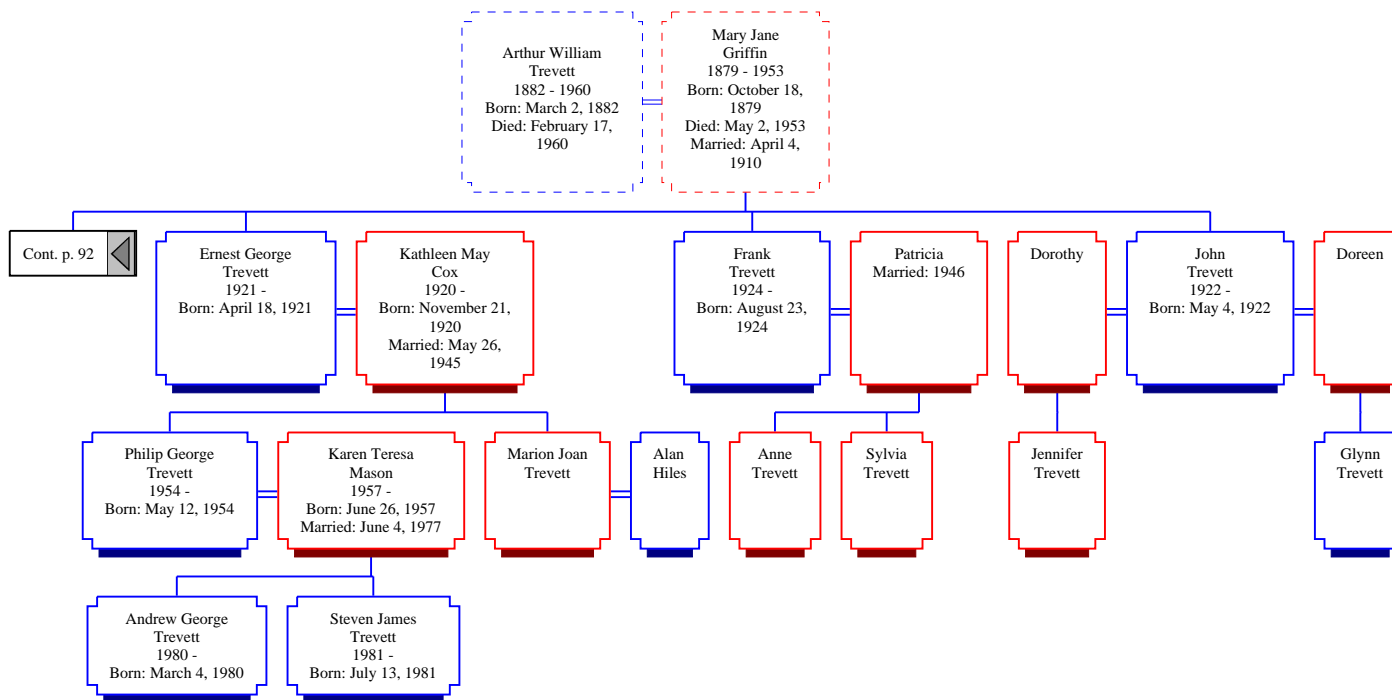 Arthur William
Trevett
1882 - 1960
Born: March 2, 1882
Died: February 17,
1960
Mary Jane
Griffin
1879 - 1953
Born: October 18,
1879
Died: May 2, 1953
Married: April 4,
1910
Cont. p. 92
Ernest George
Trevett
1921 -
Born: April 18, 1921
Kathleen May
Cox
1920 -
Born: November 21,
1920
Married: May 26,
1945
Frank
Trevett
1924 -
Born: August 23,
1924
Patricia
Married: 1946
Dorothy
John
Trevett
1922 -
Born: May 4, 1922
Doreen
Philip George
Trevett
1954 -
Born: May 12, 1954
Karen Teresa
Mason
1957 -
Born: June 26, 1957
Married: June 4, 1977
Marion Joan
Trevett
Alan
Hiles
Anne
Trevett
Sylvia
Trevett
Jennifer
Trevett
Glynn
Trevett
Andrew George
Trevett
1980 -
Born: March 4, 1980
Steven James
Trevett
1981 -
Born: July 13, 1981